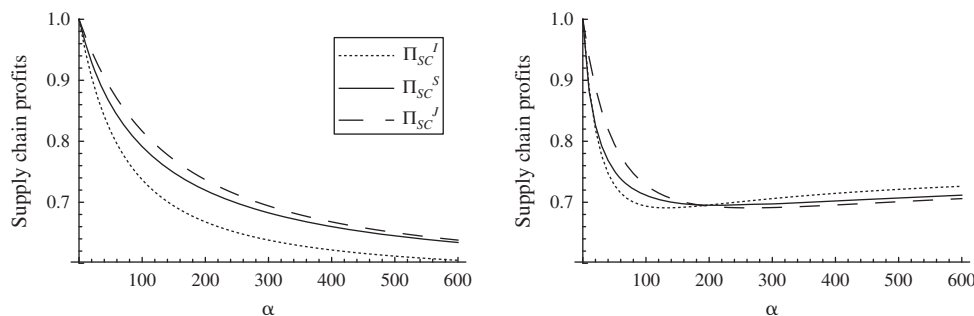 Supply chain profits
1.0
0.9
0.8
0.7
100 200 300 400 500 600
α
Π_SC^I
Π_SC^S
Π_SC^J
Supply chain profits
1.0
0.9
0.8
0.7
100 200 300 400 500 600
α